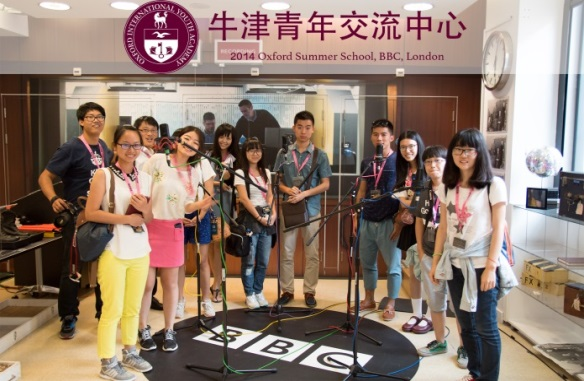 OXFORD INTERNATIONAL YOUTH ACADEMY
牛津青年交流中心
2014 Oxford Summer School, BBC, London
BBC